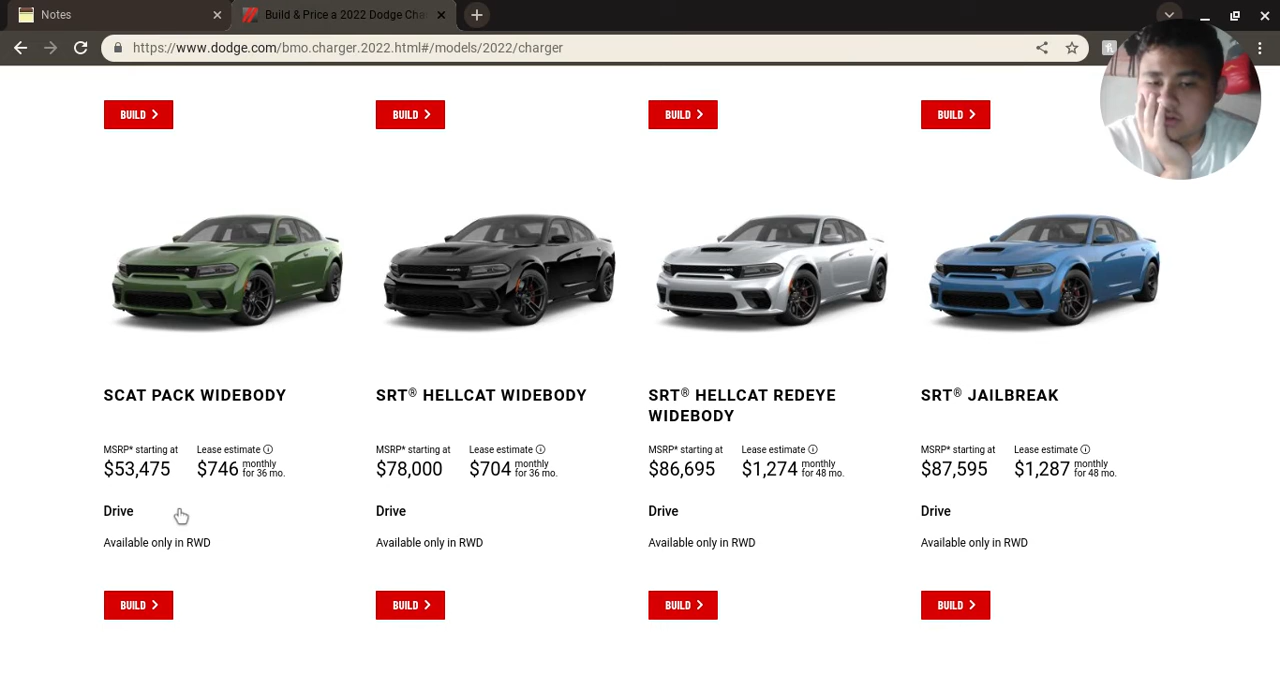 Notes
Build & Price a 2022 Dodge Cha
https://www.dodge.com/bmo.charger.2022.html#/models/2022/charger
BUILD BUILD BUILD BUILD
SCAT PACK WIDEBODY
MSRP* starting at Lease estimate
$53,475 $746 monthly for 36 mo.
Drive
Available only in RWD
BUILD
SRT® HELLCAT WIDEBODY
MSRP* starting at Lease estimate
$78,000 $704 monthly for 36 mo.
Drive
Available only in RWD
BUILD
SRT® HELLCAT REDEYE
WIDEBODY
MSRP* starting at Lease estimate
$86,695 $1,274 monthly for 48 mo.
Drive
Available only in RWD
BUILD
SRT® JAILBREAK
MSRP* starting at Lease estimate
$87,595 $1,287 monthly for 48 mo.
Drive
Available only in RWD
BUILD